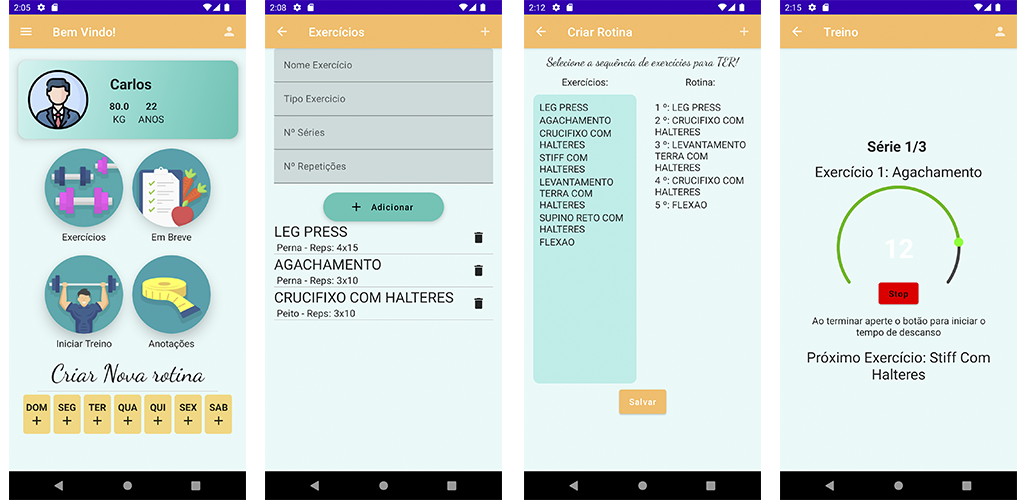 2:05
Bem Vindo!
Carlos
80.0 22
KG ANOS
Exercícios Em Breve
Iniciar Treino Anotações
Criar Nova rotina
DOM SEG TER QUA QUI SEX SAB
+ + + + + + +
2:08
Exercícios
Nome Exercício
Tipo Exercicio
Nº Séries
Nº Repetições
+ Adicionar
LEG PRESS
Perna - Reps: 4x15
AGACHAMENTO
Perna - Reps: 3x10
CRUCIFIXO COM HALTERES
Peito - Reps: 3x10
2:12
Criar Rotina
Selecione a sequência de exercicios para TER!
Exercícios:
LEG PRESS
AGACHAMENTO
CRUCIFIXO COM
HALTERES
STIFF COM
HALTERES
LEVANTAMENTO
TERRA COM
HALTERES
SUPINO RETO COM
HALTERES
FLEXAO
Rotina:
1 º: LEG PRESS
2 º: CRUCIFIXO COM
HALTERES
3 º: LEVANTAMENTO
TERRA COM
HALTERES
4 º: CRUCIFIXO COM
HALTERES
5 º: FLEXAO
Salvar
2:15
Treino
Série 1/3
Exercício 1: Agachamento
12
Stop
Ao terminar aperte o botão para iniciar o
tempo de descanso
Próximo Exercício: Stiff Com
Halteres